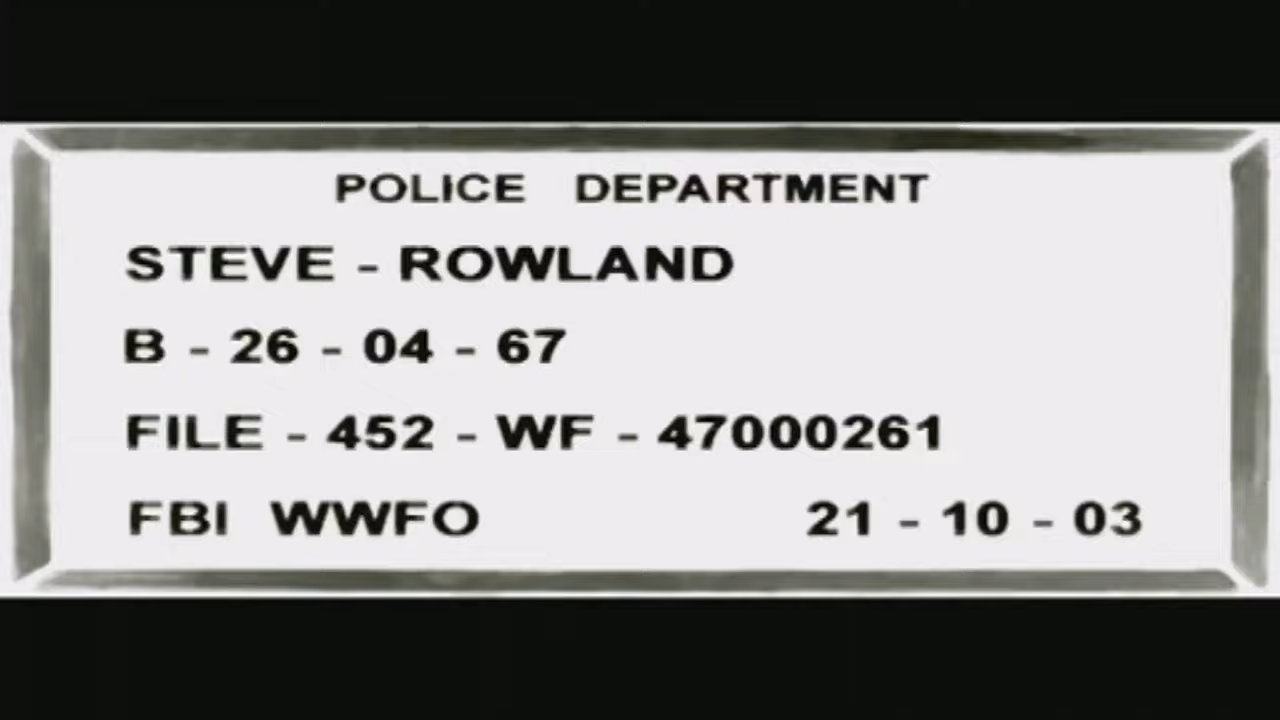 POLICE DEPARTMENT
STEVE - ROWLAND
B - 26 - 04 - 67
FILE - 452 - WF - 47000261
FBI WWFO 21 - 10 - 03